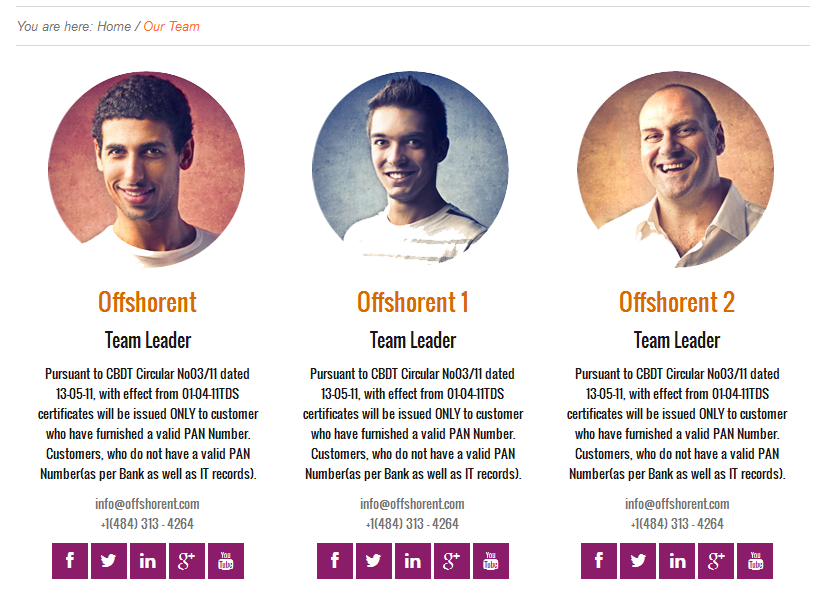 You are here: Home / Our Team
Offshorent
Team Leader
Pursuant to CBDT Circular No03/11 dated
13-05-11, with effect from 01-04-11TDS
certificates will be issued ONLY to customer
who have furnished a valid PAN Number.
Customers, who do not have a valid PAN
Number(as per Bank as well as IT records).
info@offshorent.com
+1(484) 313 - 4264
f in g+ You Tube
Offshorent 1
Team Leader
Pursuant to CBDT Circular No03/11 dated
13-05-11, with effect from 01-04-11TDS
certificates will be issued ONLY to customer
who have furnished a valid PAN Number.
Customers, who do not have a valid PAN
Number(as per Bank as well as IT records).
info@offshorent.com
+1(484) 313 - 4264
f in g+ You Tube
Offshorent 2
Team Leader
Pursuant to CBDT Circular No03/11 dated
13-05-11, with effect from 01-04-11TDS
certificates will be issued ONLY to customer
who have furnished a valid PAN Number.
Customers, who do not have a valid PAN
Number(as per Bank as well as IT records).
info@offshorent.com
+1(484) 313 - 4264
f in g+ You Tube